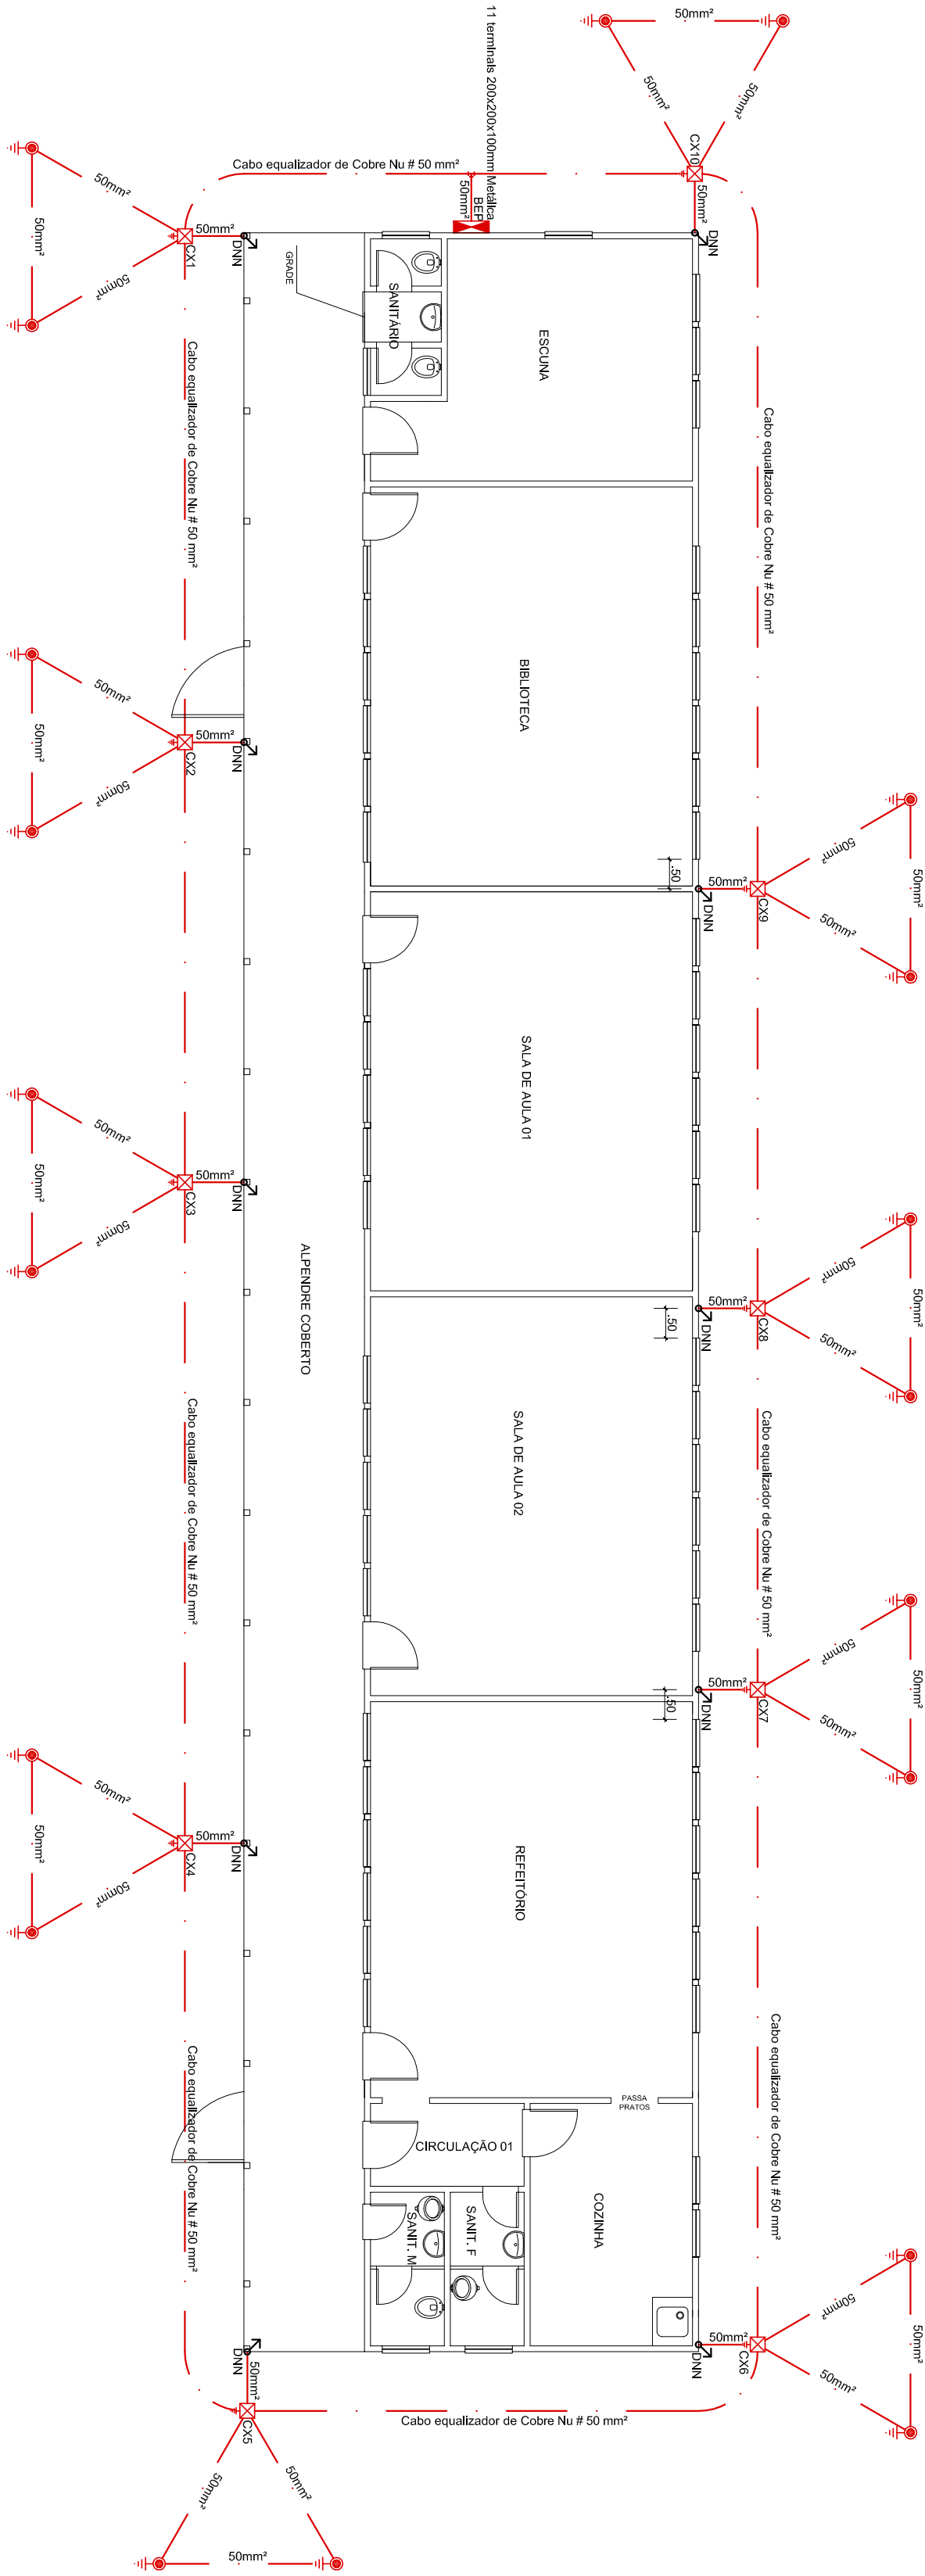 50mm²
50mm²
50mm²
CX10
50mm²
DNN
11 terminais 200x200x100mm Metálica
BEP
50mm²
Cabo equalizador de Cobre Nu # 50 mm²
50mm²
50mm²
50mm²
50mm²
CX1
DNN
GRADE
SANITÁRIO
ESCUNA
Cabo equalizador de Cobre Nu # 50 mm²
Cabo equalizador de Cobre Nu # 50 mm²
50mm²
50mm²
50mm²
50mm²
CX2
DNN
BIBLIOTECA
.50
50mm²
DNN
CX9
50mm²
50mm²
50mm²
50mm²
50mm²
50mm²
50mm²
CX3
DNN
SALA DE AULA 01
ALPENDRE COBERTO
.50
50mm²
DNN
CX8
50mm²
50mm²
50mm²
Cabo equalizador de Cobre Nu # 50 mm²
SALA DE AULA 02
Cabo equalizador de Cobre Nu # 50 mm²
.50
50mm²
DNN
CX7
50mm²
50mm²
50mm²
50mm²
50mm²
50mm²
50mm²
CX4
DNN
REFEITÓRIO
Cabo equalizador de Cobre Nu # 50 mm²
Cabo equalizador de Cobre Nu # 50 mm²
PASSA
PRATOS
CIRCULAÇÃO 01
COZINHA
SANIT. F
SANIT. M
50mm²
DNN
CX6
50mm²
50mm²
50mm²
DNN
50mm²
CX5
Cabo equalizador de Cobre Nu # 50 mm²
50mm²
50mm²
50mm²